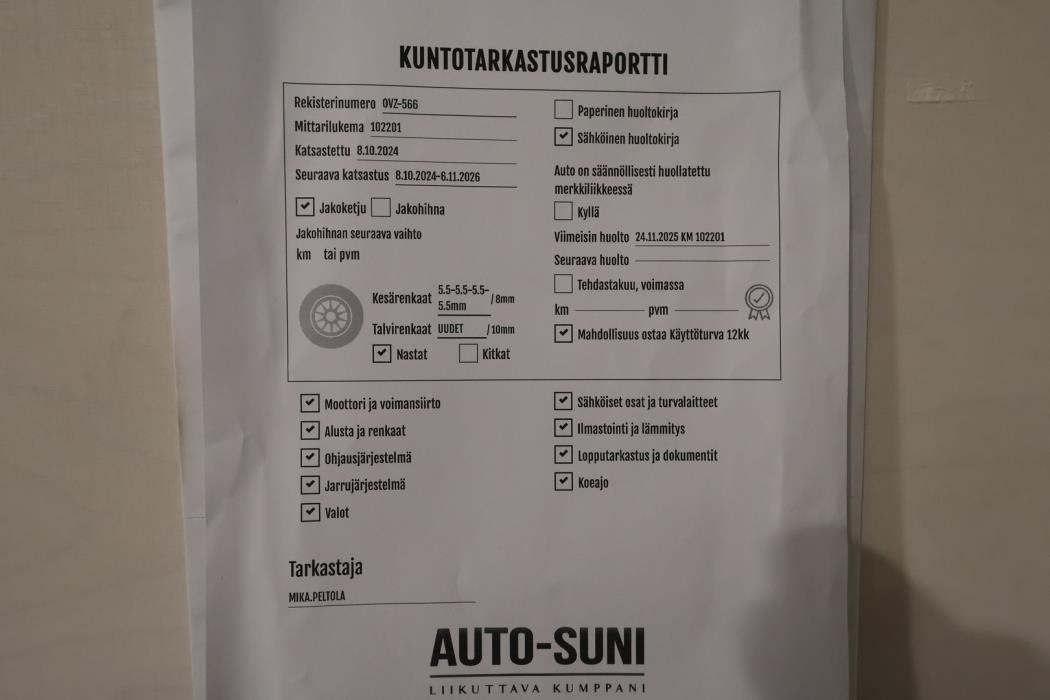 KUNTOTARKASTUSRAPORTTI
Rekisterinumero OVZ-566
Mittarilukema 102201
Katsastettu 8.10.2024
Seuraava katsastus 8.10.2024-6.11.2026
Jakoketju Jakohihna
Jakohihnan seuraava vaihto
km tai pvm
Kesärenkaat 5.5-5.5-5.5-
5.5mm /8mm
Talvirenkaat UUDET /10mm
Nastat Kitkat
Paperinen huoltokirja
Sähköinen huoltokirja
Auto on säännöllisesti huollatettu
merkkiliikkeessä
Kyllä
Viimeisin huolto 24.11.2025 KM 102201
Seuraava huolto
Tehdastakuu, voimassa
km pvm
Mahdollisuus ostaa Käyttöturva 12kk
Moottori ja voimansiirto
Alusta ja renkaat
Ohjausjärjestelmä
Jarrujärjestelmä
Valot
Sähköiset osat ja turvalaitteet
Ilmastointi ja lämmitys
Lopputarkastus ja dokumentit
Koeajo
Tarkastaja
MIKA.PELTOLA
AUTO-SUNI
LIIKUTTAVA KUMPPANI